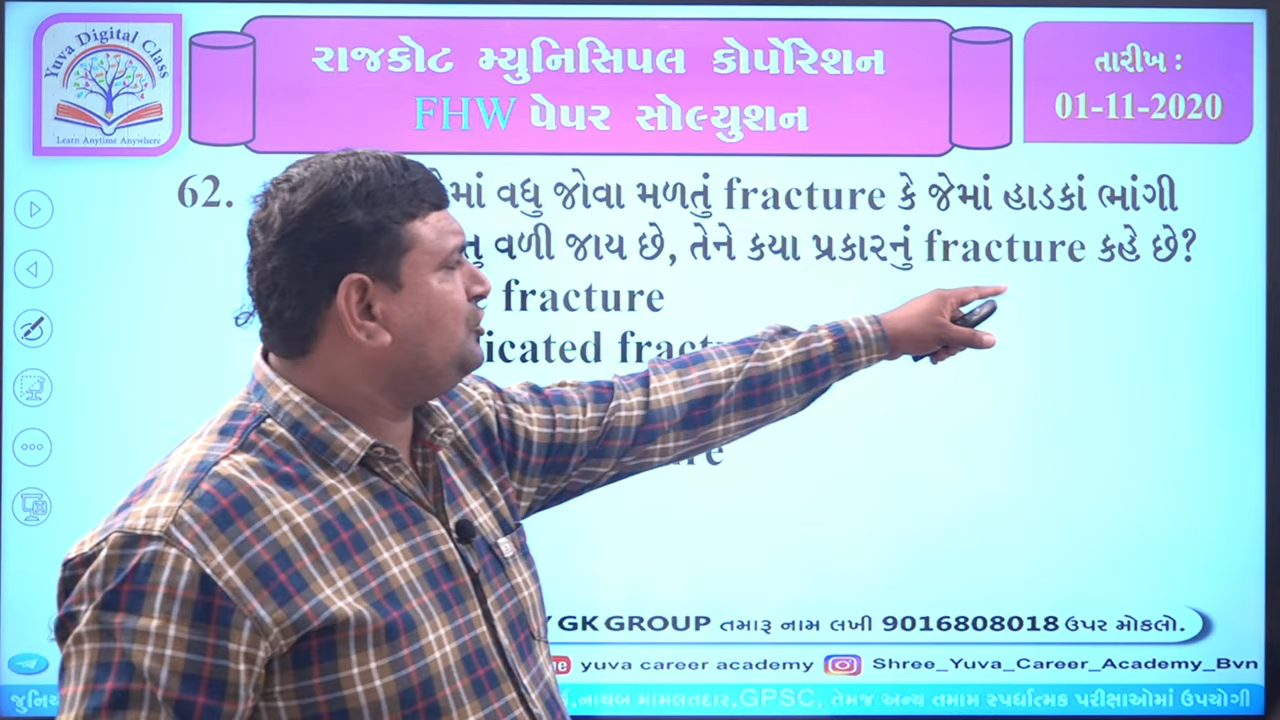 Yuva Digital Class
Learn Anytime Anywhere
રાજકોટ મ્યુનિસિપલ કોર્પોરેશન
FHW પેપર સોલ્યુશન
તારીખ :
01-11-2020
62.
વધુ જોવા મળતું fracture કે જેમાં હાડકાં ભાંગી
વળી જાય છે, તેને કયા પ્રકારનું fracture કહે છે?
fracture
GK GROUP તમારૂ નામ લખી 9016808018 ઉપર મોકલો.
yuva career academy Shree_Yuva_Career_Academy_Bvn
નાયબ મામલતદાર,GPSC, તેમજ અન્ય તમામ સ્પર્ધાત્મક પરીક્ષાઓમાં ઉપયોગી